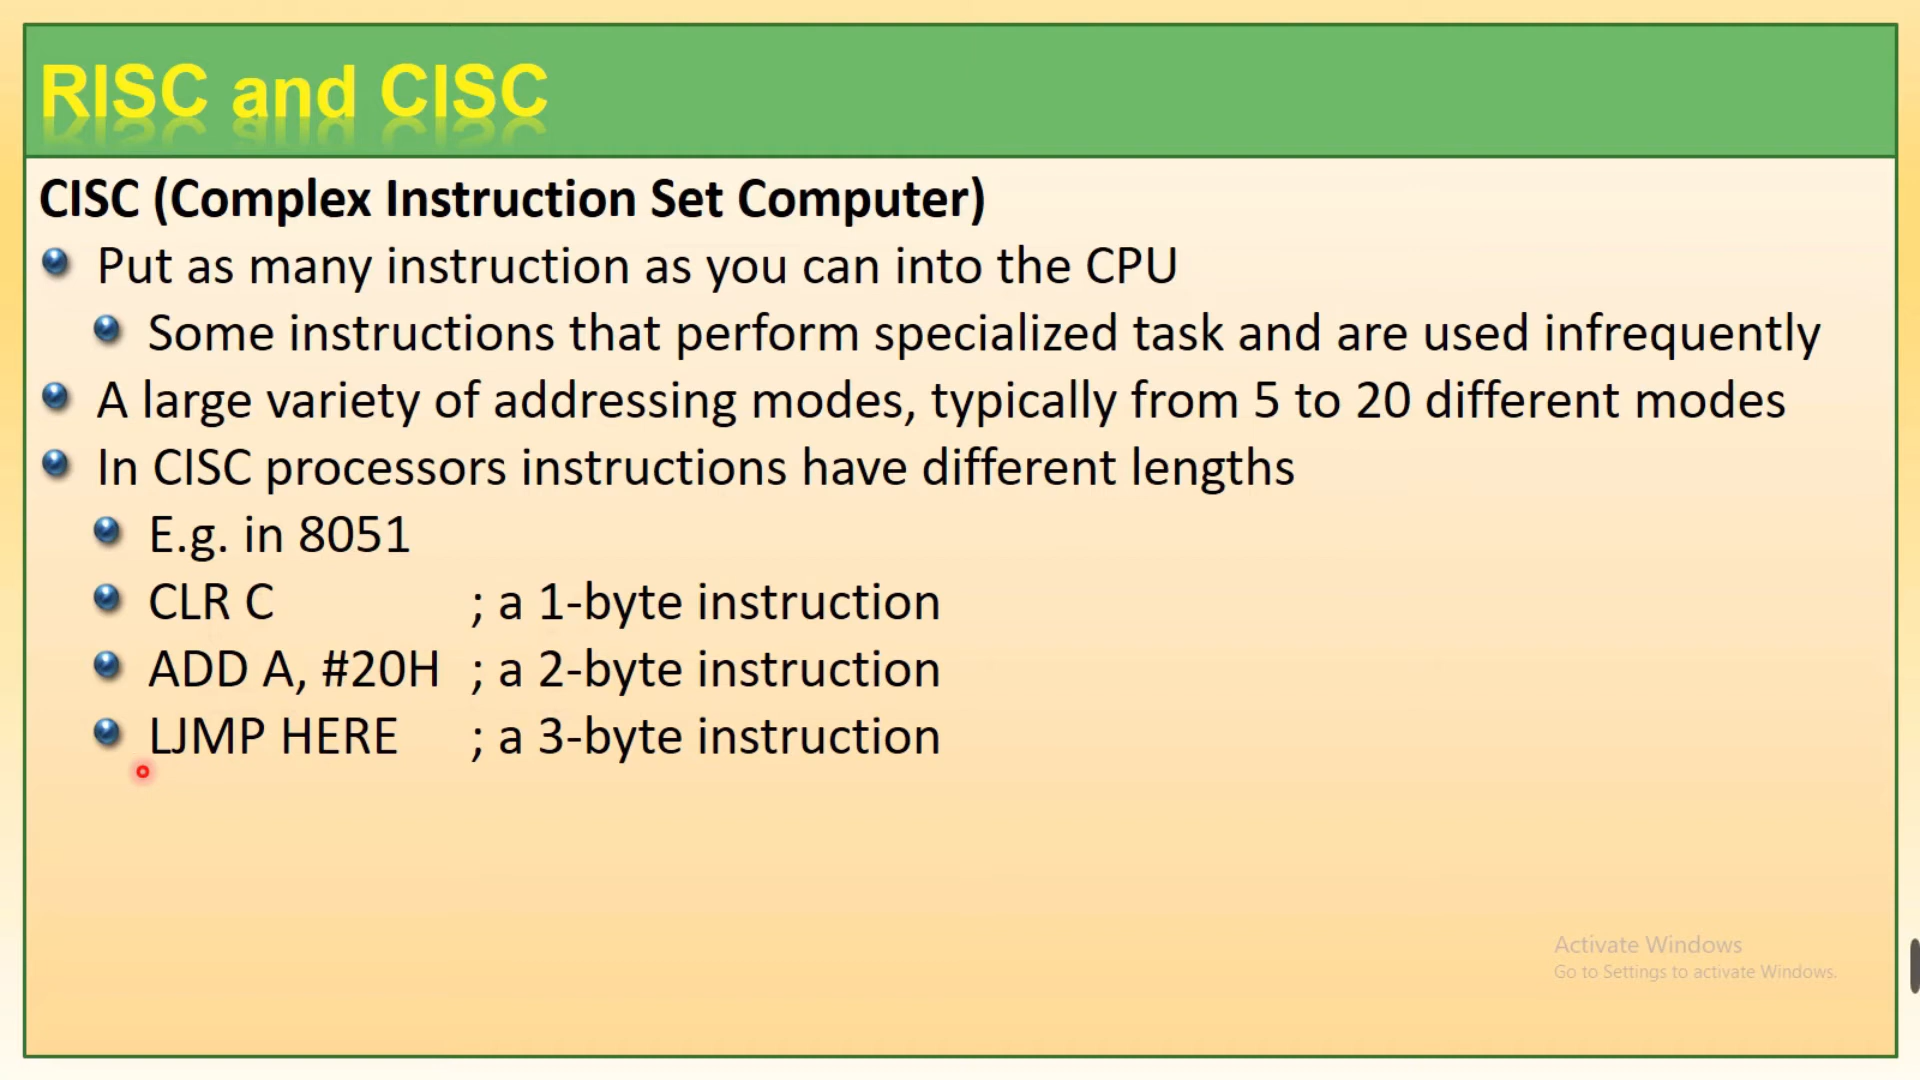 RISC and CISC
CISC (Complex Instruction Set Computer)
Put as many instruction as you can into the CPU
Some instructions that perform specialized task and are used infrequently
A large variety of addressing modes, typically from 5 to 20 different modes
In CISC processors instructions have different lengths
E.g. in 8051
CLR C ; a 1-byte instruction
ADD A, #20H ; a 2-byte instruction
LJMP HERE ; a 3-byte instruction
Activate Windows
Go to Settings to activate Windows.